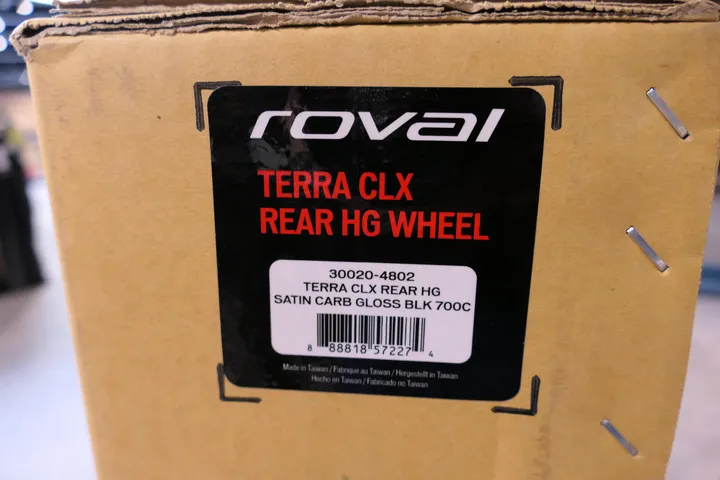 roval
TERRA CLX
REAR HG WHEEL
30020-4802
TERRA CLX REAR HG
SATIN CARB GLOSS BLK 700C
8 88818 57227 4
Made in Taiwan / Fabriqué au Taiwan / Hergestellt in Taiwan
Hecho en Taiwan / Fabricado no Taiwan